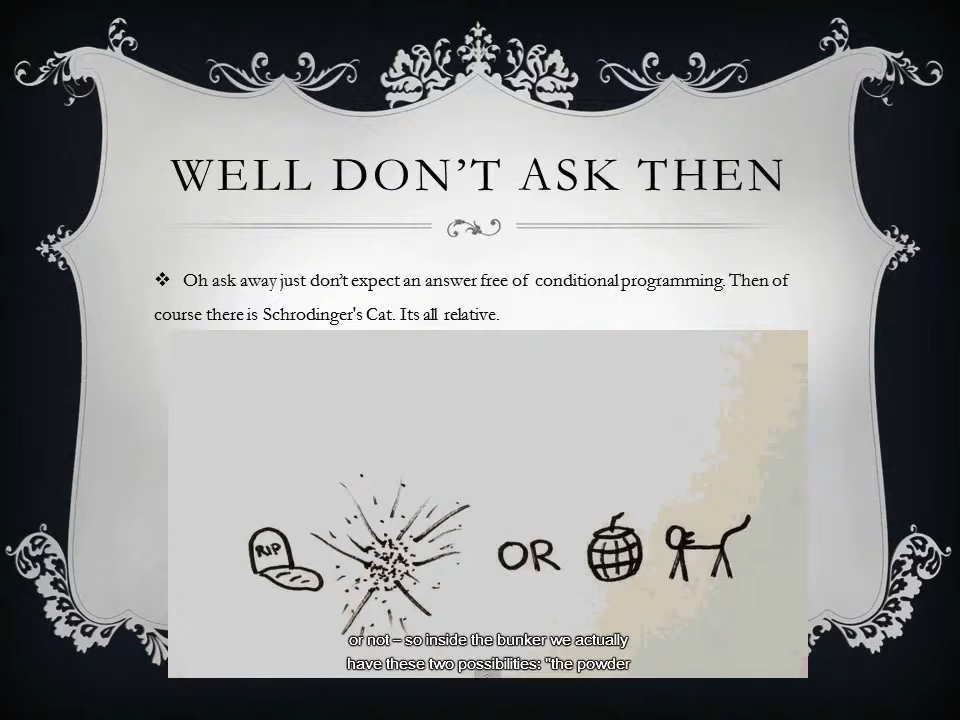 WELL DON'T ASK THEN
❖ Oh ask away just don't expect an answer free of conditional programming. Then of
course there is Schrodinger's Cat. Its all relative.
RIP
OR
or not – so inside the bunker we actually
have these two possibilities: "the powder